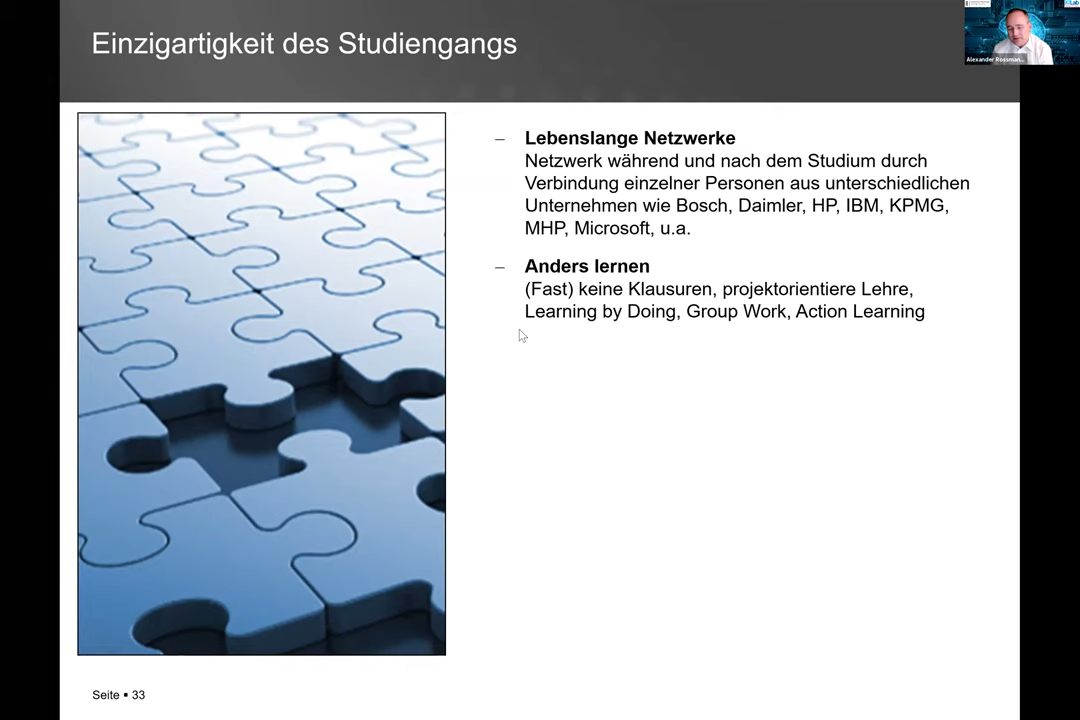 Einzigartigkeit des Studiengangs
Alexander Rossman...
– Lebenslange Netzwerke
Netzwerk während und nach dem Studium durch
Verbindung einzelner Personen aus unterschiedlichen
Unternehmen wie Bosch, Daimler, HP, IBM, KPMG,
MHP, Microsoft, u.a.
– Anders lernen
(Fast) keine Klausuren, projektorientiere Lehre,
Learning by Doing, Group Work, Action Learning
Seite ▪ 33